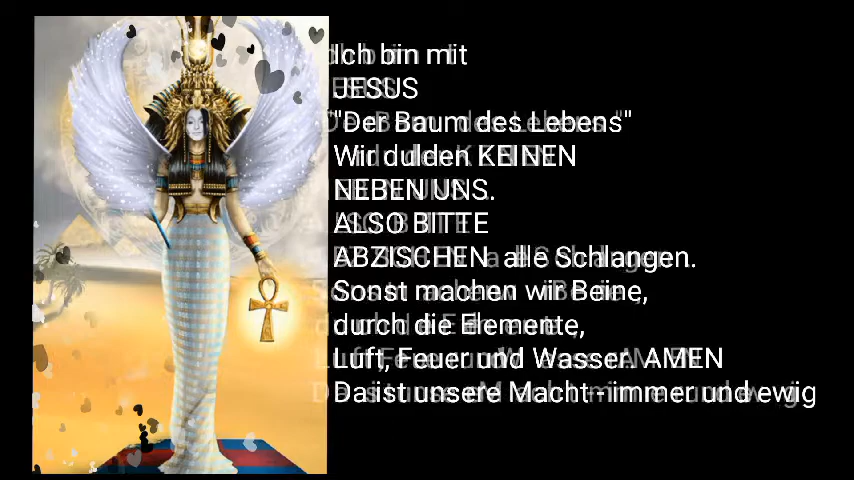 Ich bin mit
JESUS
"Der Baum des Lebens"
Wir dulden KEINEN
NEBEN UNS.
ALSO BITTE
ABZISCHEN alle Schlangen.
Sonst machen wir Beine,
durch die Elemente,
Luft, Feuer und Wasser. AMEN
Das ist unsere Macht--immer und ewig